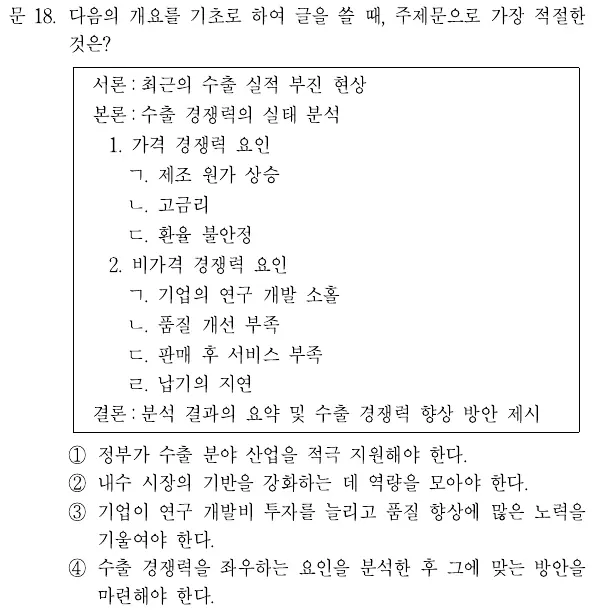 문 18. 다음의 개요를 기초로 하여 글을 쓸 때, 주제문으로 가장 적절한
것은?
서론 : 최근의 수출 실적 부진 현상
본론 : 수출 경쟁력의 실태 분석
1. 가격 경쟁력 요인
ㄱ. 제조 원가 상승
ㄴ. 고금리
ㄷ. 환율 불안정
2. 비가격 경쟁력 요인
ㄱ. 기업의 연구 개발 소홀
ㄴ. 품질 개선 부족
ㄷ. 판매 후 서비스 부족
ㄹ. 납기의 지연
결론 : 분석 결과의 요약 및 수출 경쟁력 향상 방안 제시
① 정부가 수출 분야 산업을 적극 지원해야 한다.
② 내수 시장의 기반을 강화하는 데 역량을 모아야 한다.
③ 기업이 연구 개발비 투자를 늘리고 품질 향상에 많은 노력을
기울여야 한다.
④ 수출 경쟁력을 좌우하는 요인을 분석한 후 그에 맞는 방안을
마련해야 한다.